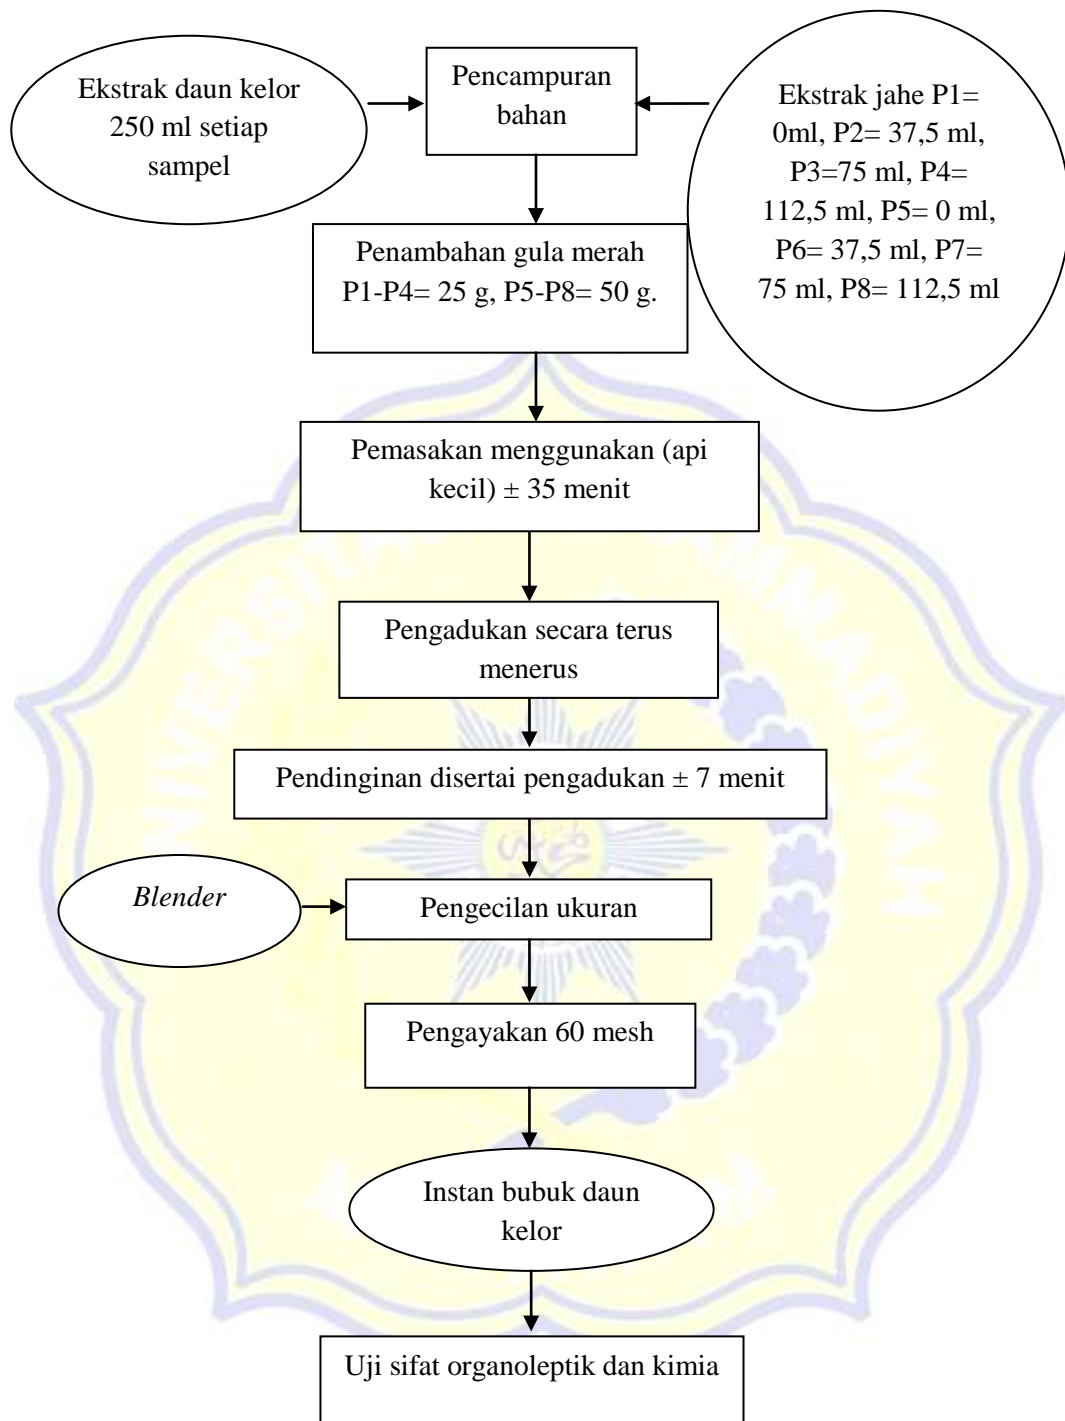 Ekstrak daun kelor
250 ml setiap
sampel
Pencampuran
bahan
Ekstrak jahe P1=
0ml, P2= 37,5 ml,
P3=75 ml, P4=
112,5 ml, P5= 0 ml,
P6= 37,5 ml, P7=
75 ml, P8= 112,5 ml
Penambahan gula merah
P1-P4= 25 g, P5-P8= 50 g.
Pemasakan menggunakan (api
kecil) ± 35 menit
Pengadukan secara terus
menerus
Pendinginan disertai pengadukan ± 7 menit
Blender
Pengecilan ukuran
Pengayakan 60 mesh
Instan bubuk daun
kelor
Uji sifat organoleptik dan kimia